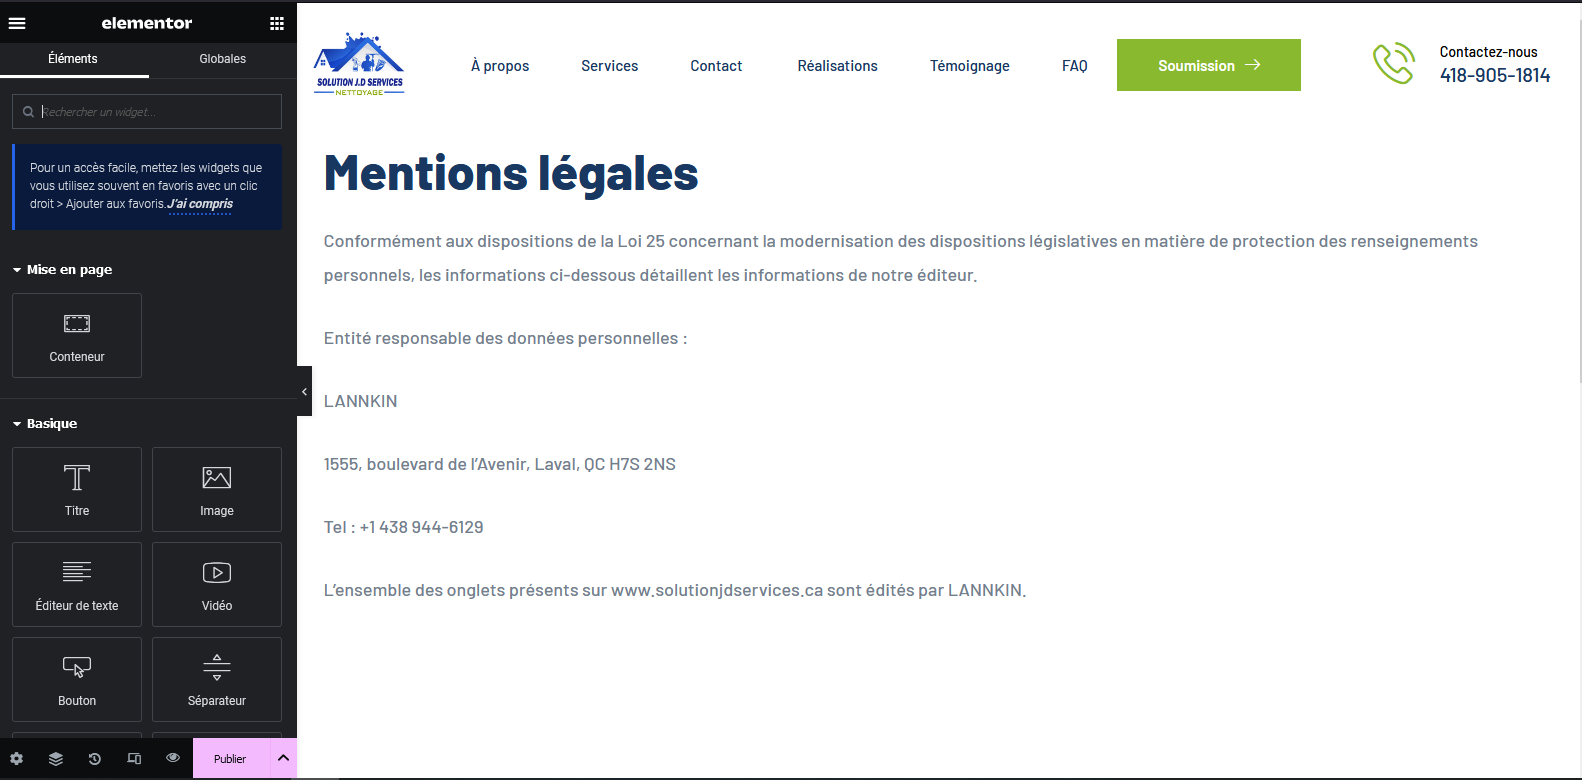 elementor
Éléments
Globales
Rechercher un widget...
Pour un accès facile, mettez les widgets que
vous utilisez souvent en favoris avec un clic
droit > Ajouter aux favoris. J'ai compris
Mise en page
Conteneur
Basique
Titre
Image
Éditeur de texte
Vidéo
Bouton
Séparateur
Publier
SOLUTION J.D SERVICES
NETTOYAGE
À propos
Services
Contact
Réalisations
Témoignage
FAQ
Soumission
Contactez-nous
418-905-1814
Mentions légales
Conformément aux dispositions de la Loi 25 concernant la modernisation des dispositions législatives en matière de protection des renseignements
personnels, les informations ci-dessous détaillent les informations de notre éditeur.
Entité responsable des données personnelles :
LANNKIN
1555, boulevard de l'Avenir, Laval, QC H7S 2NS
Tel : +1 438 944-6129
L'ensemble des onglets présents sur www.solutionjdservices.ca sont édités par LANNKIN.